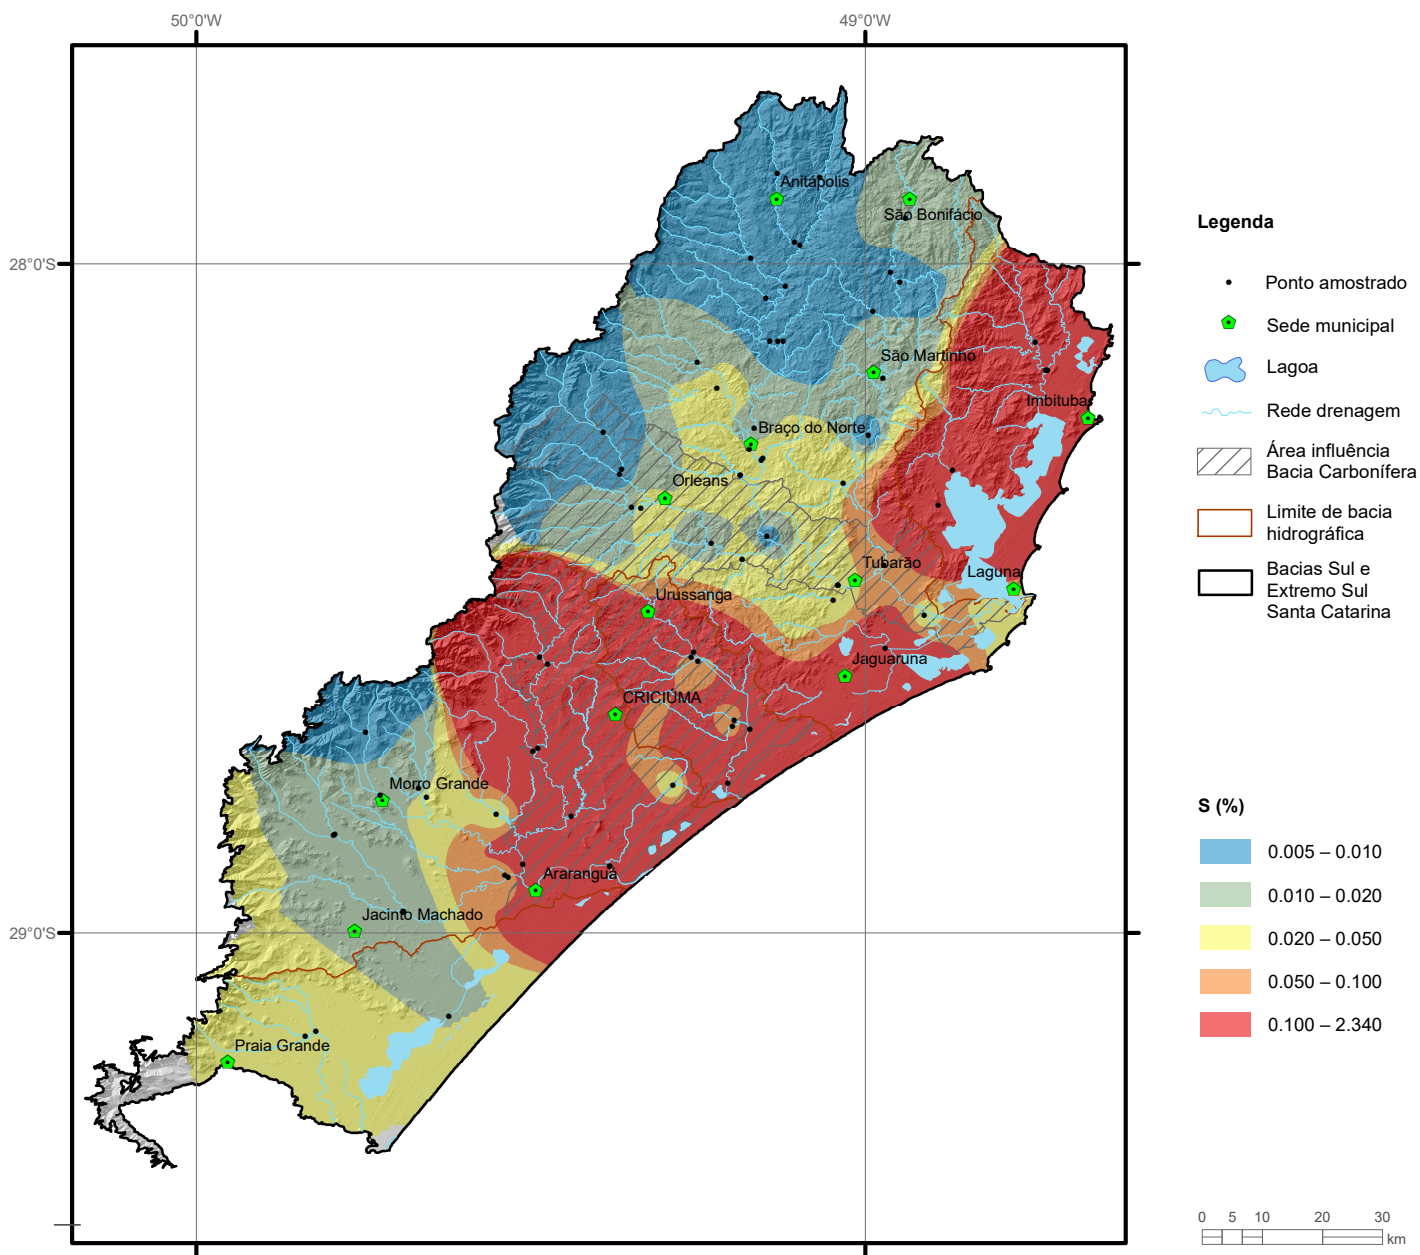 50°0'W
49°0'W
28°0'S
29°0'S
Anitápolis
São Bonifácio
São Martinho
Imbituba
Braço do Norte
Orleans
Tubarão
Laguna
Urussanga
Jaguaruna
CRICIÚMA
Morro Grande
Araranguá
Jacinto Machado
Praia Grande
Legenda
Ponto amostrado
Sede municipal
Lagoa
Rede drenagem
Área influência
Bacia Carbonífera
Limite de bacia
hidrográfica
Bacias Sul e
Extremo Sul
Santa Catarina
S (%)
0.005 – 0.010
0.010 – 0.020
0.020 – 0.050
0.050 – 0.100
0.100 – 2.340
0 5 10 20 30
km